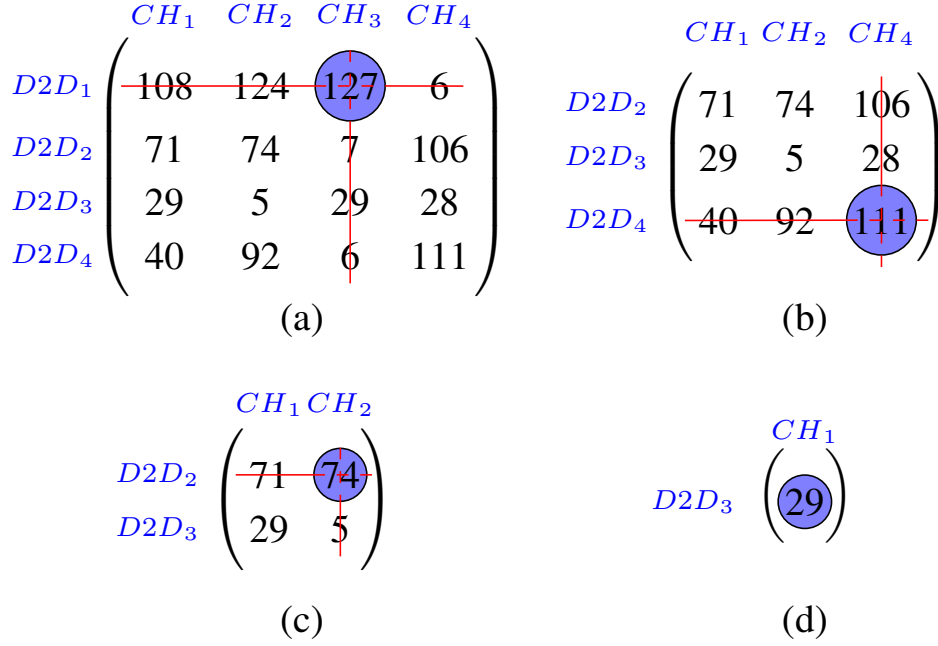 CH₁ CH₂ CH₃ CH₄
D2D₁ 108 124 127 6
D2D₂ 71 74 7 106
D2D₃ 29 5 29 28
D2D₄ 40 92 6 111
(a)
CH₁ CH₂ CH₄
D2D₂ 71 74 106
D2D₃ 29 5 28
D2D₄ 40 92 111
(b)
CH₁ CH₂
D2D₂ 71 74
D2D₃ 29 5
(c)
CH₁
D2D₃ 29
(d)